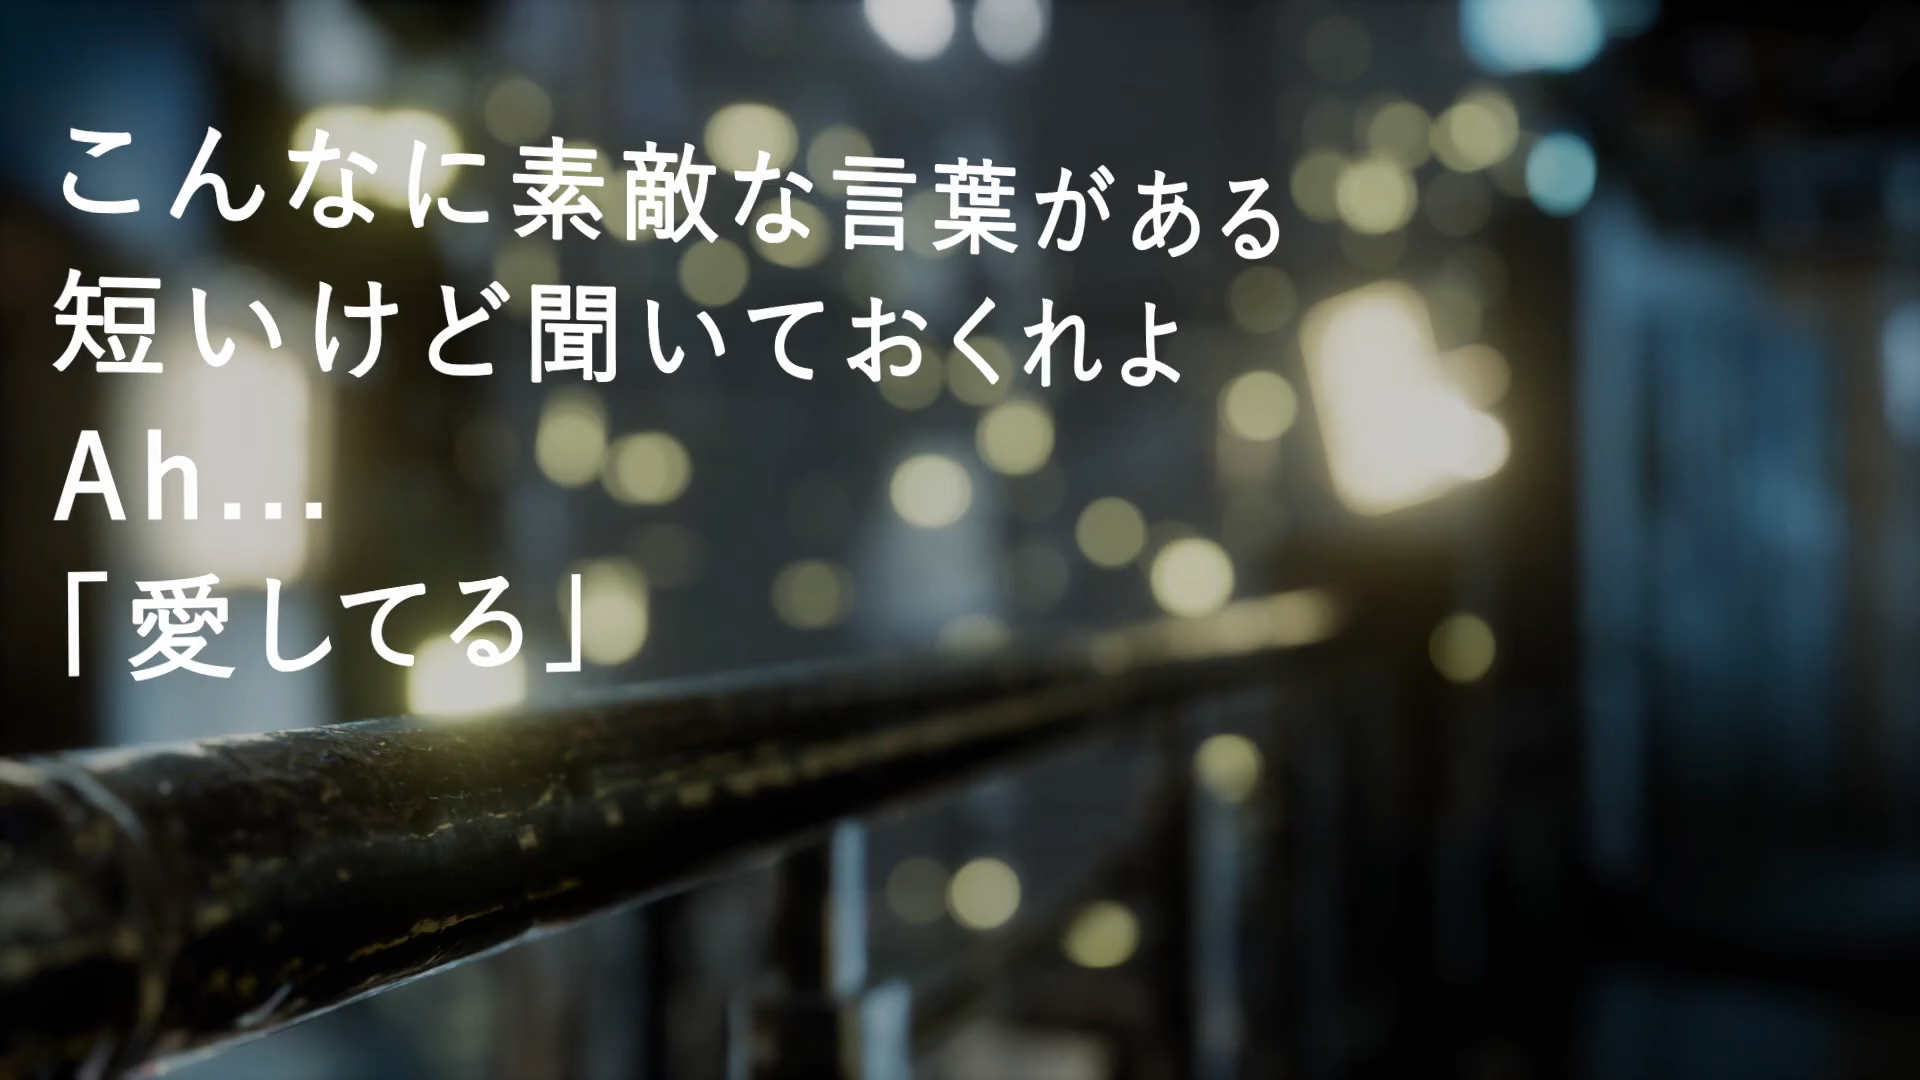 こんなに素敵な言葉がある
短いけど聞いておくれよ
Ah...
「愛してる」